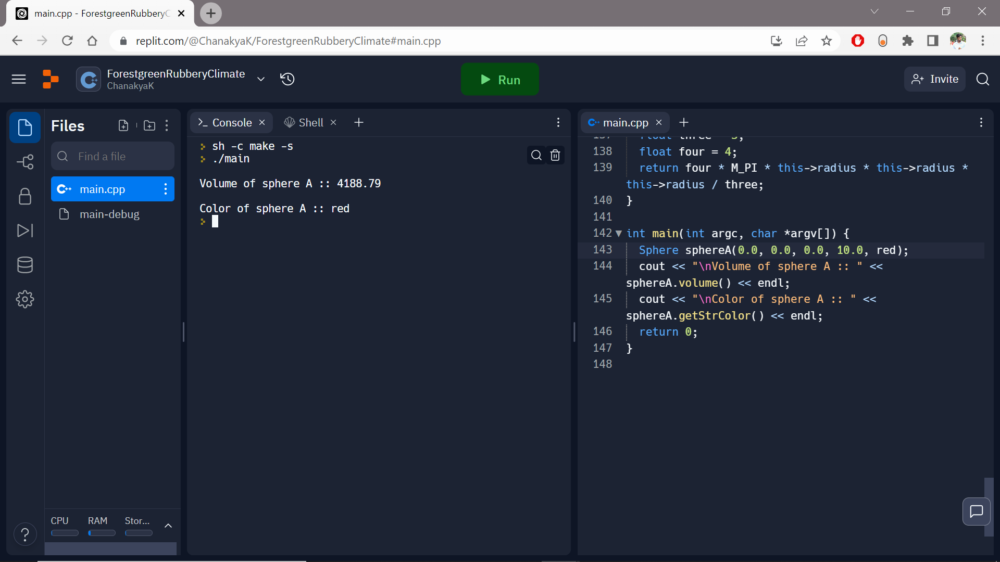 main.cpp - ForestgreenRubberyC
replit.com/@ChanakyaK/ForestgreenRubberyClimate#main.cpp
ForestgreenRubberyClimate
ChanakyaK
Run
Invite
Files
Find a file
main.cpp
main-debug
CPU RAM Stor...
Console
Shell
sh -c make -s
./main
Volume of sphere A :: 4188.79
Color of sphere A :: red
main.cpp
138 float four = 4;
139 return four * M_PI * this->radius * this->radius *
this->radius / three;
140 }
141
142 int main(int argc, char *argv[]) {
143 Sphere sphereA(0.0, 0.0, 0.0, 10.0, red);
144 cout << "\nVolume of sphere A :: " <<
sphereA.volume() << endl;
145 cout << "\nColor of sphere A :: " <<
sphereA.getStrColor() << endl;
146 return 0;
147 }
148